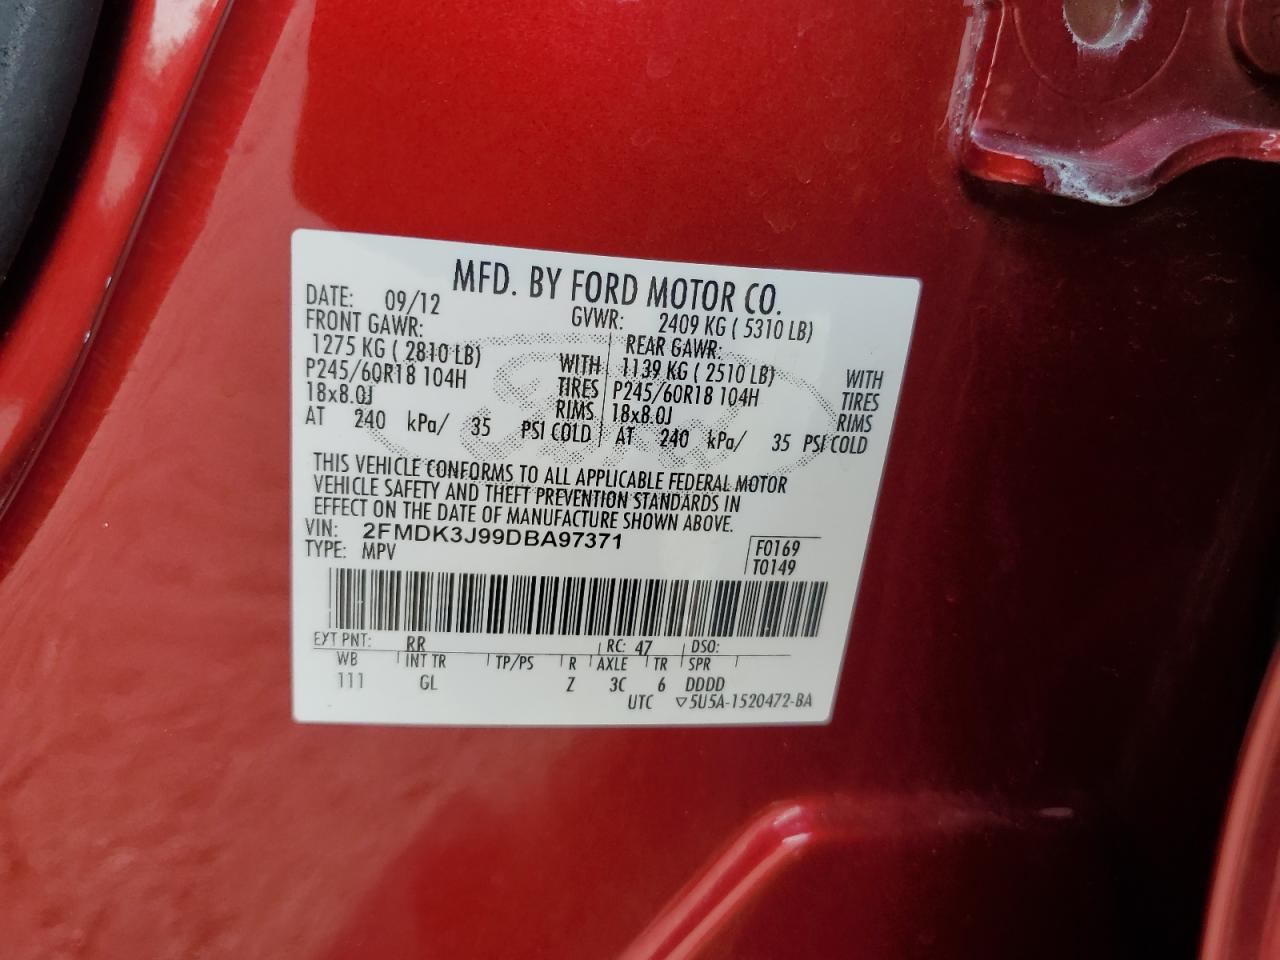 MFD. BY FORD MOTOR CO.
DATE: 09/12 GVWR: 2409 KG ( 5310 LB)
FRONT GAWR: REAR GAWR:
1275 KG ( 2810 LB) WITH 1139 KG ( 2510 LB) WITH
P245/60R18 104H TIRES P245/60R18 104H TIRES
18x8.0J RIMS 18x8.0J RIMS
AT 240 kPa/ 35 PSI COLD AT 240 kPa/ 35 PSI COLD
THIS VEHICLE CONFORMS TO ALL APPLICABLE FEDERAL MOTOR
VEHICLE SAFETY AND THEFT PREVENTION STANDARDS IN
EFFECT ON THE DATE OF MANUFACTURE SHOWN ABOVE.
VIN: 2FMDK3J99DBA97371 F0169
TYPE: MPV T0149
EXT PNT: RR RC: 47 DSO:
WB INT TR TP/PS R AXLE TR SPR
111 GL Z 3C 6 DDDD
UTC ▽5U5A-1520472-BA